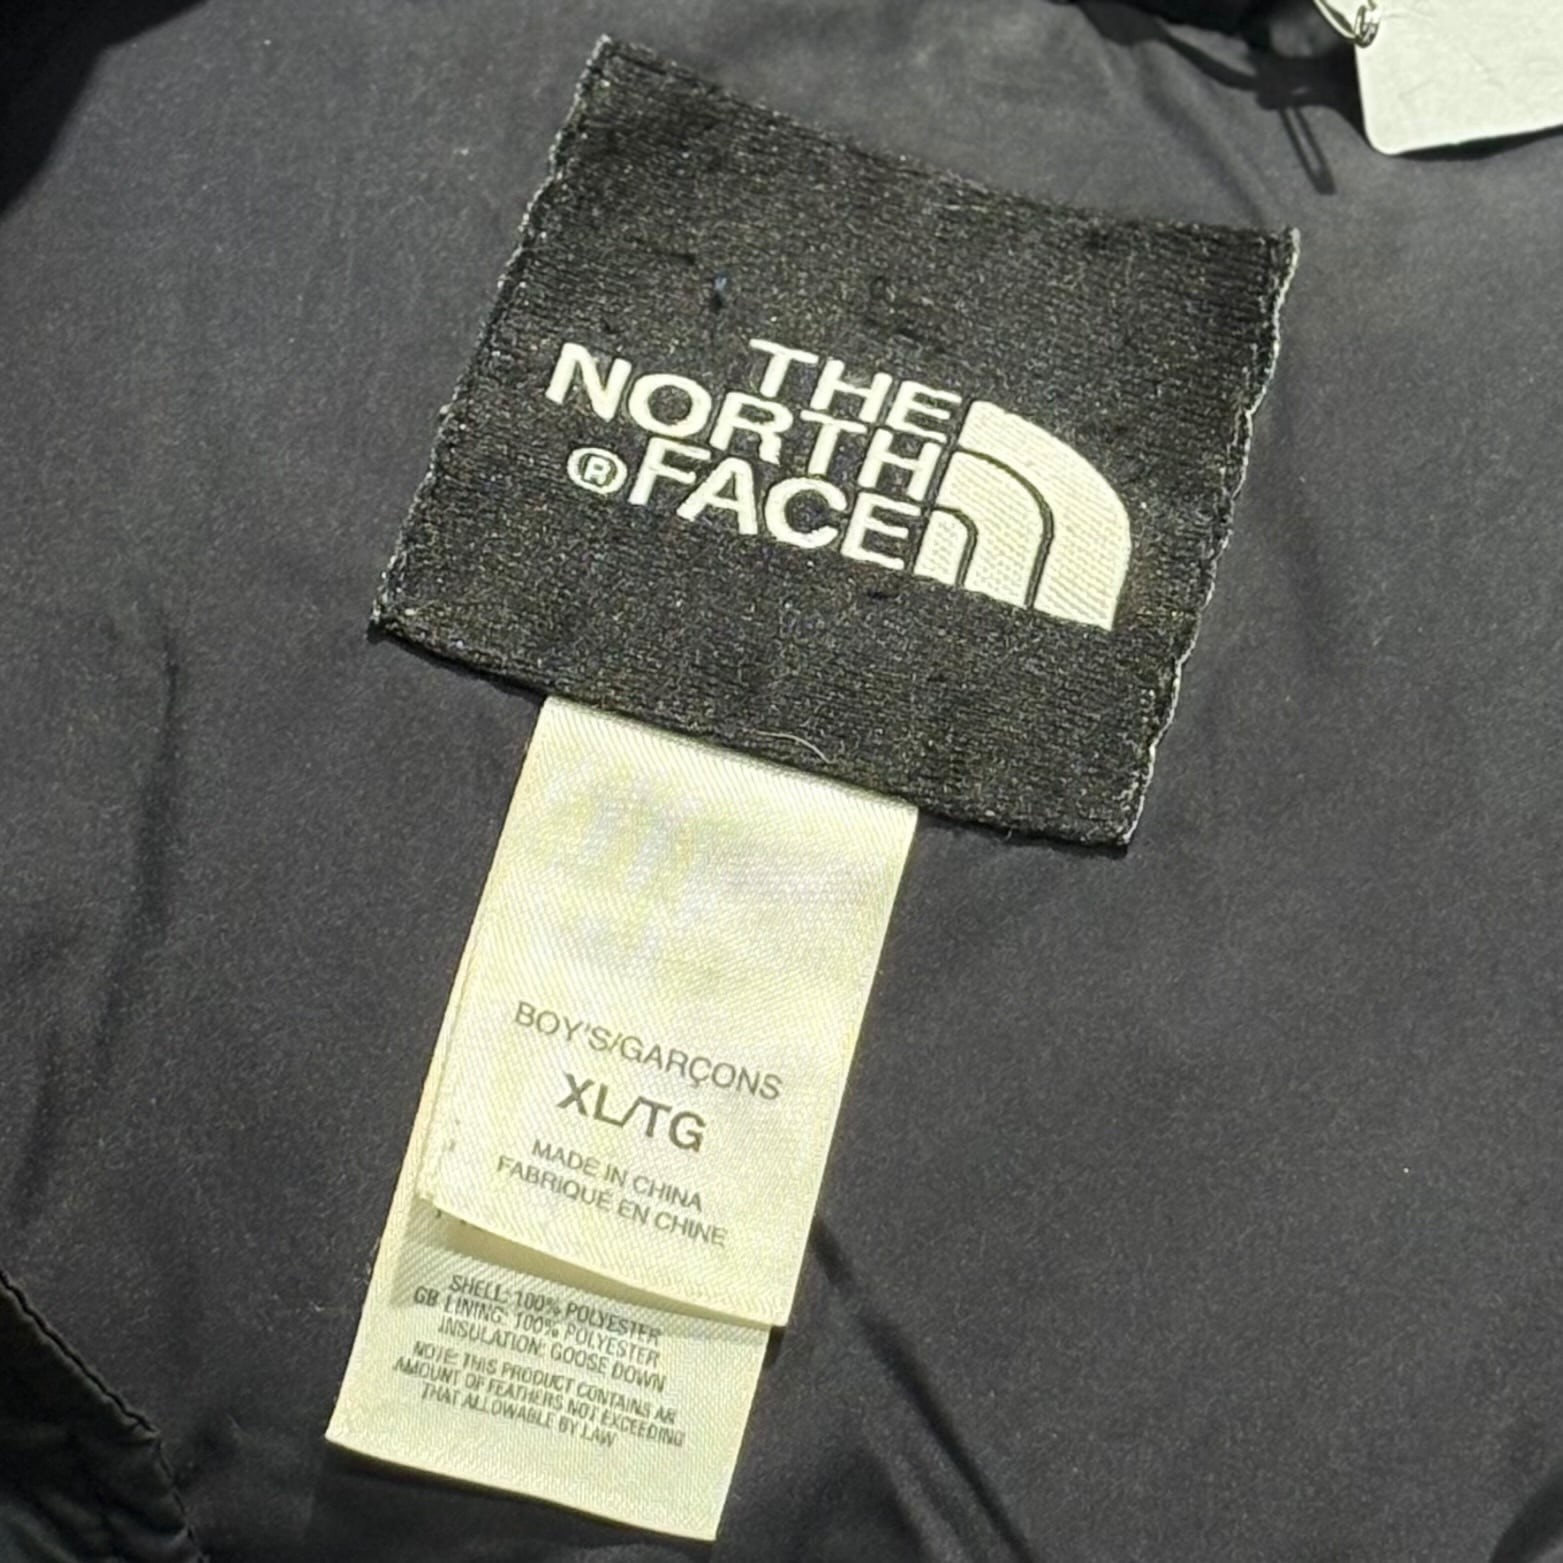 THE
NORTH
®FACE
BOY'S/GARÇONS
XL/TG
MADE IN CHINA
FABRIQUÉ EN CHINE
SHELL: 100% POLYESTER
GB LINING: 100% POLYESTER
INSULATION: GOOSE DOWN
NOTE: THIS PRODUCT CONTAINS AN
AMOUNT OF FEATHERS NOT EXCEEDING
THAT ALLOWABLE BY LAW